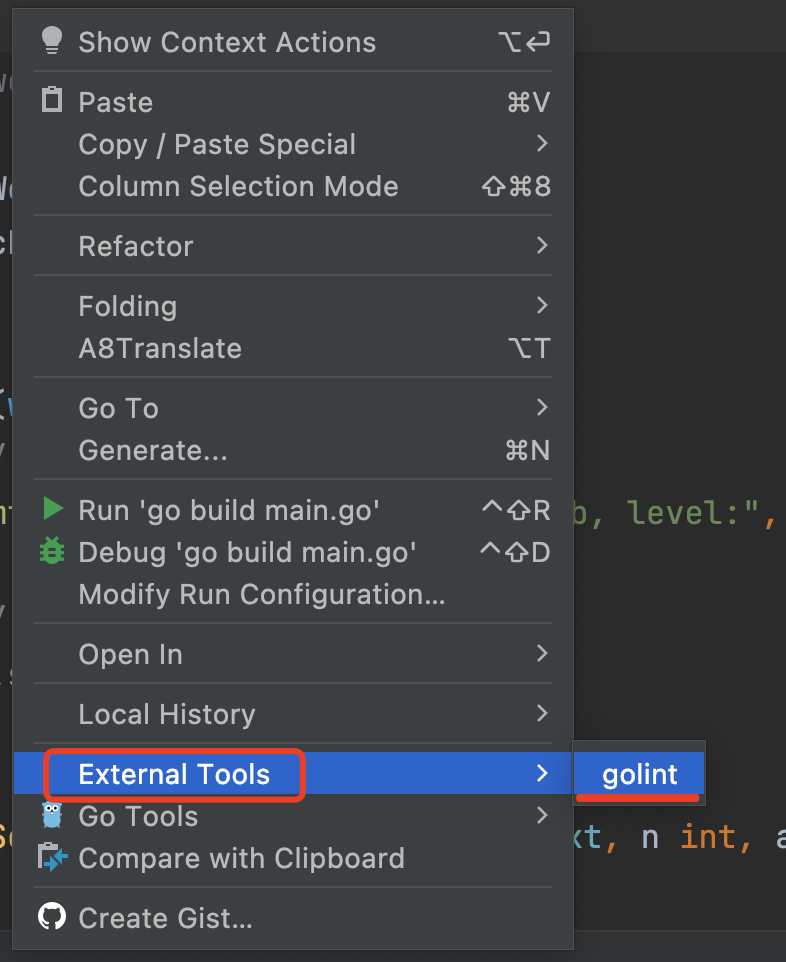 Show Context Actions ⌥⏎
Paste ⌘V
Copy / Paste Special >
Column Selection Mode ⇧⌘8
Refactor >
Folding >
A8Translate ⌥T
Go To >
Generate... ⌘N
Run 'go build main.go' ^⇧R
b, level:",
Debug 'go build main.go' ^⇧D
Modify Run Configuration...
Open In >
Local History >
External Tools > golint
Go Tools >
xt, n int, a
Compare with Clipboard
Create Gist...